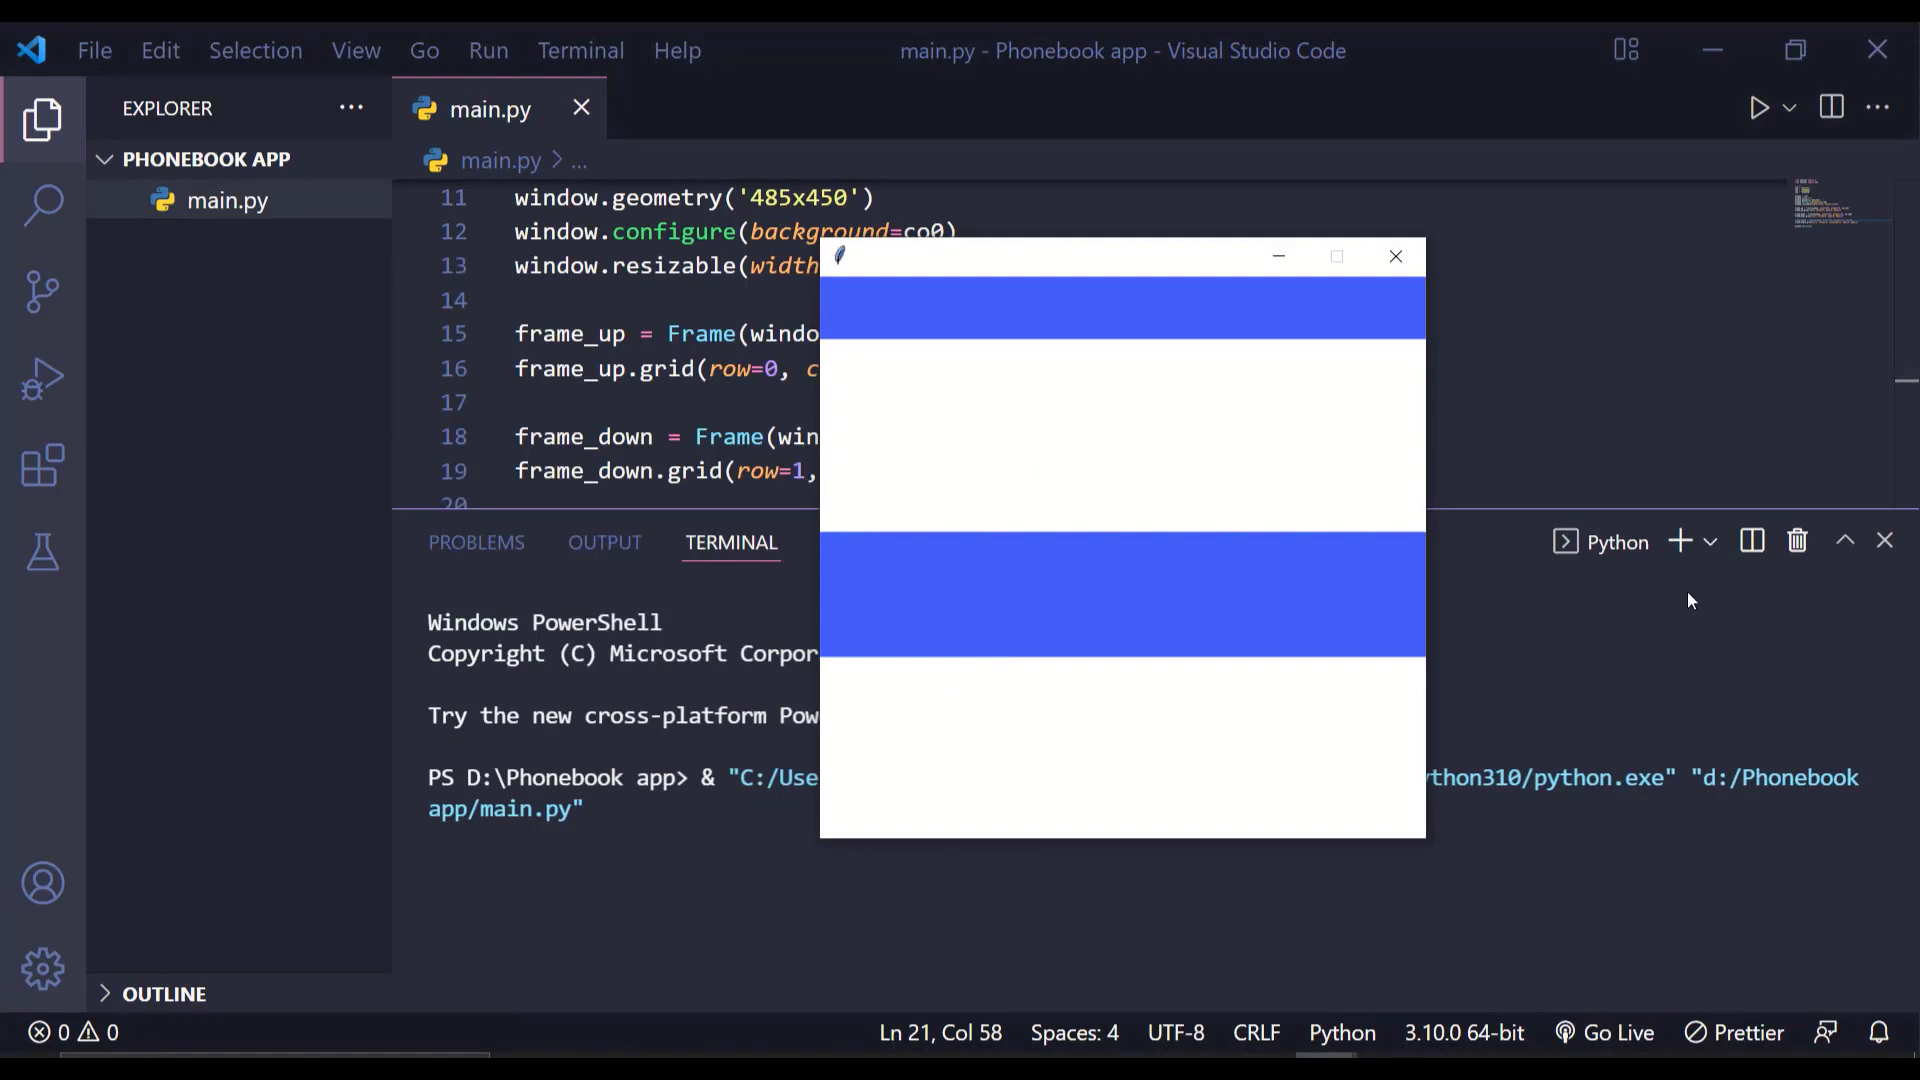 File Edit Selection View Go Run Terminal Help main.py - Phonebook app - Visual Studio Code
EXPLORER ... main.py
PHONEBOOK APP
main.py > ...
main.py
11 window.geometry('485x450')
12 window.configure(background=co0)
13 window.resizable(width
14
15 frame_up = Frame(windo
16 frame_up.grid(row=0, c
17
18 frame_down = Frame(win
19 frame_down.grid(row=1,
20
PROBLEMS OUTPUT TERMINAL Python
Windows PowerShell
Copyright (C) Microsoft Corpor
Try the new cross-platform Pow
PS D:\Phonebook app> & "C:/Use ython310/python.exe" "d:/Phonebook
app/main.py"
OUTLINE
0 0 Ln 21, Col 58 Spaces: 4 UTF-8 CRLF Python 3.10.0 64-bit Go Live Prettier